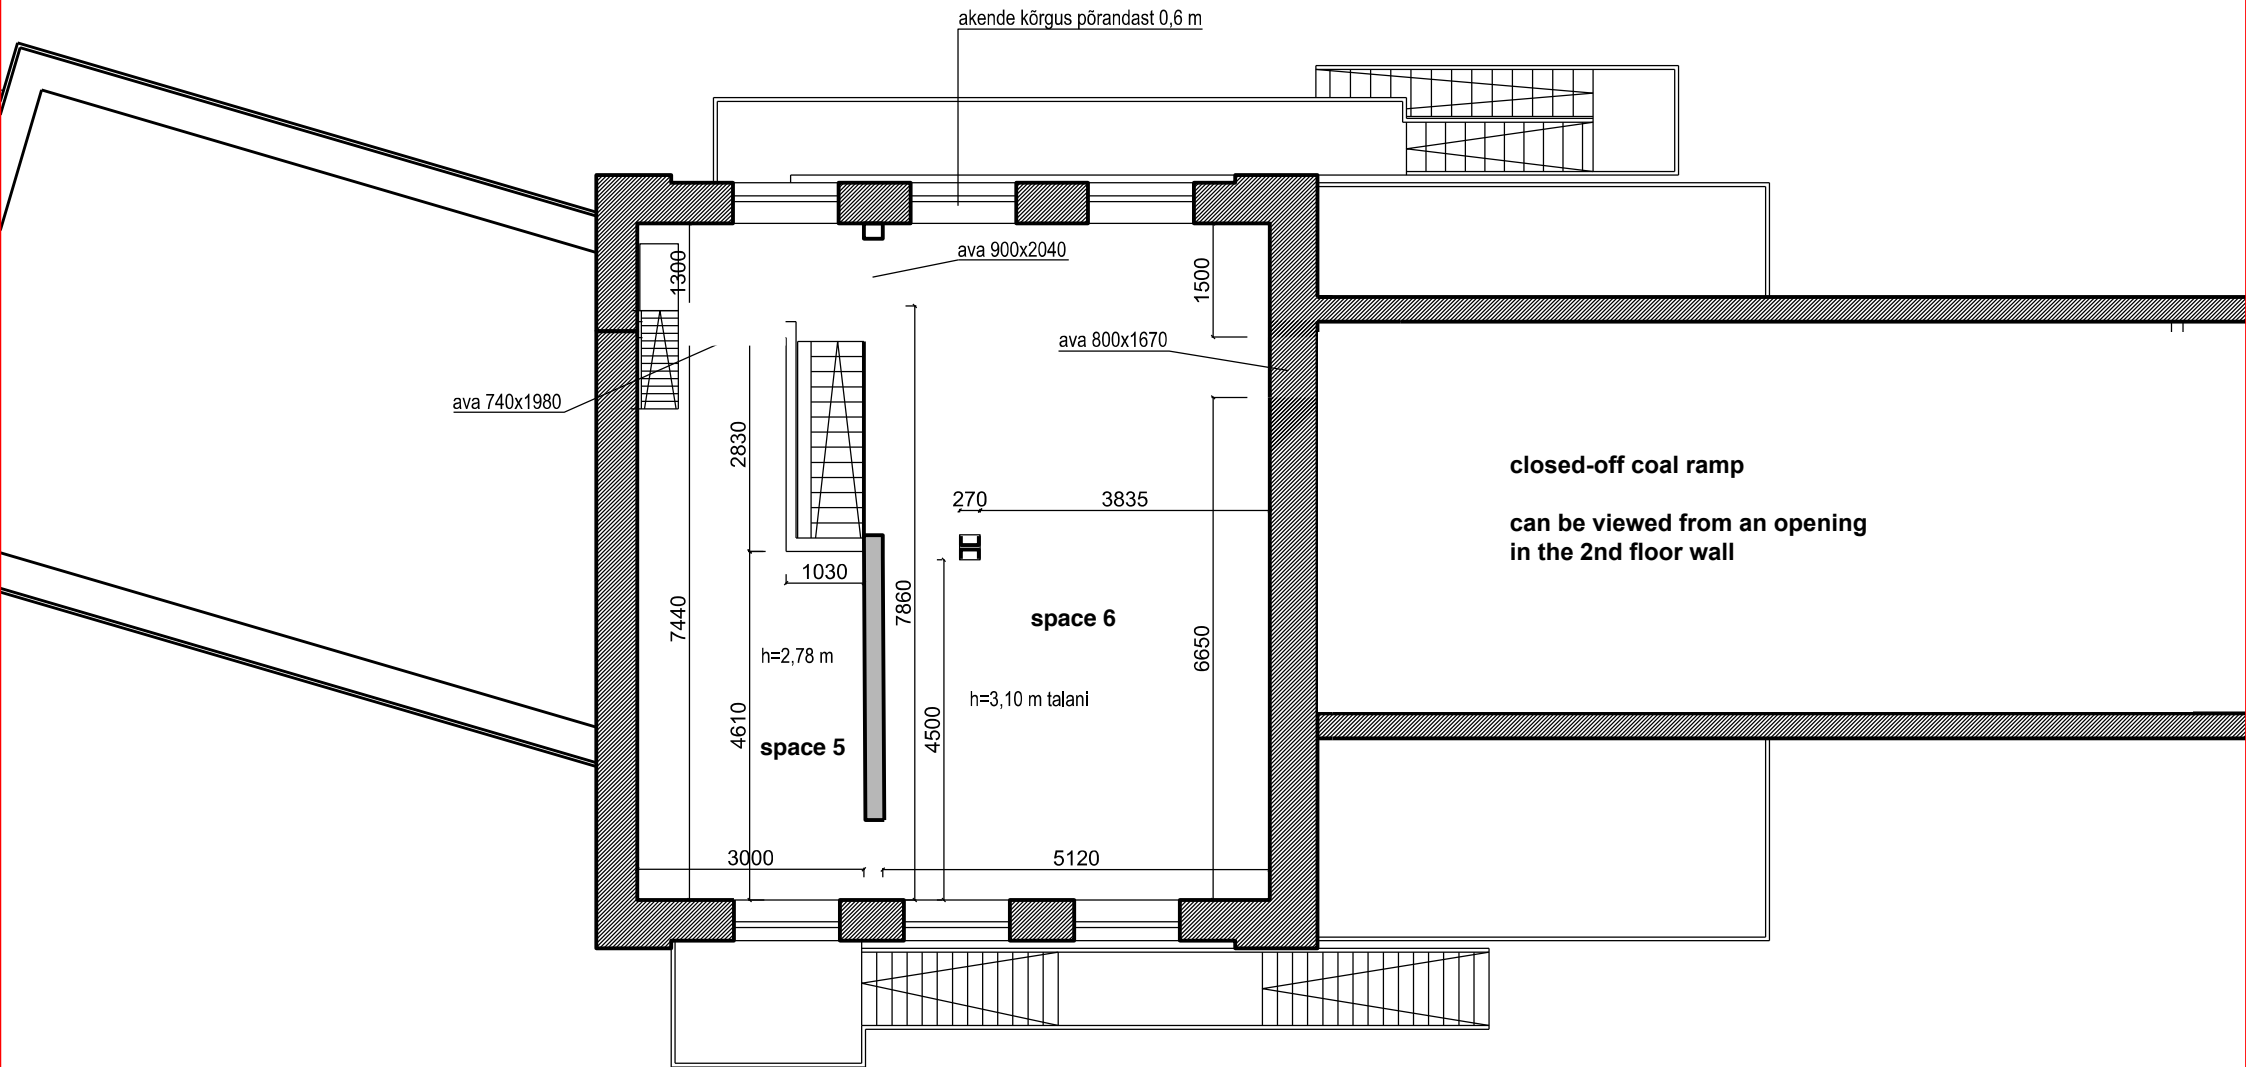 akende kõrgus põrandast 0,6 m
ava 900x2040
1300
1500
ava 800x1670
ava 740x1980
2830
closed-off coal ramp
270
3835
can be viewed from an opening
in the 2nd floor wall
1030
7440
7860
space 6
6650
h=2,78 m
h=3,10 m talani
4610
4500
space 5
3000
5120